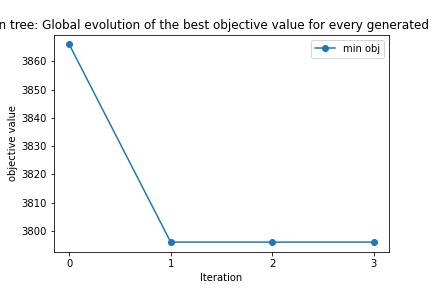 n tree: Global evolution of the best objective value for every generated
min obj
3860
3850
3840
3830
3820
3810
3800
objective value
0 1 2 3
Iteration